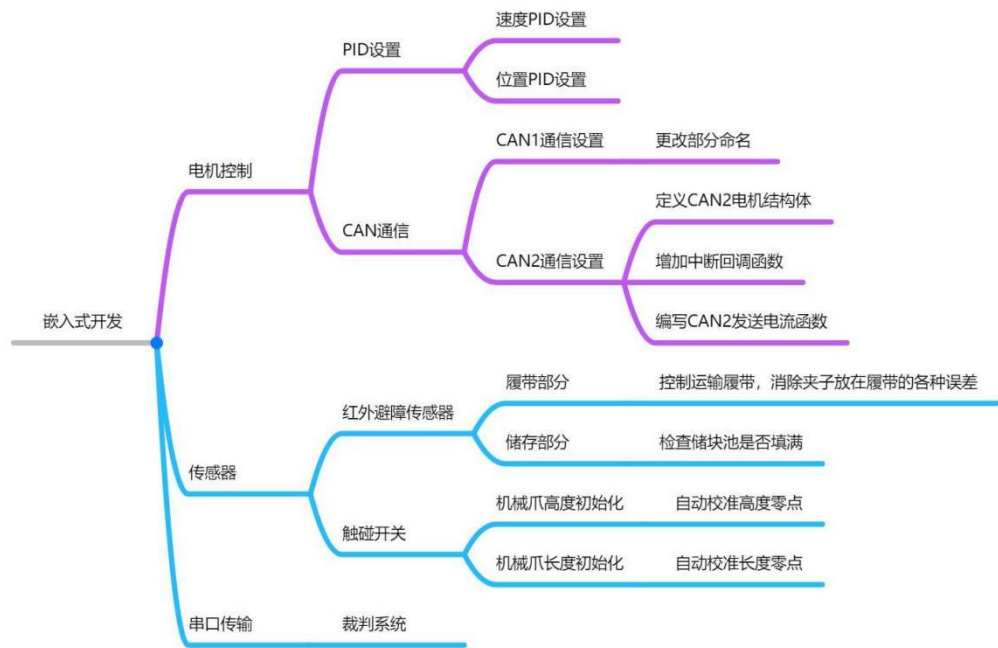 速度PID设置
PID设置
位置PID设置
CAN1通信设置
更改部分命名
电机控制
定义CAN2电机结构体
CAN通信
CAN2通信设置
增加中断回调函数
嵌入式开发
编写CAN2发送电流函数
履带部分
控制运输履带，消除夹子放在履带的各种误差
红外避障传感器
储存部分
检查储块池是否填满
传感器
机械爪高度初始化
自动校准高度零点
触碰开关
机械爪长度初始化
自动校准长度零点
串口传输
裁判系统